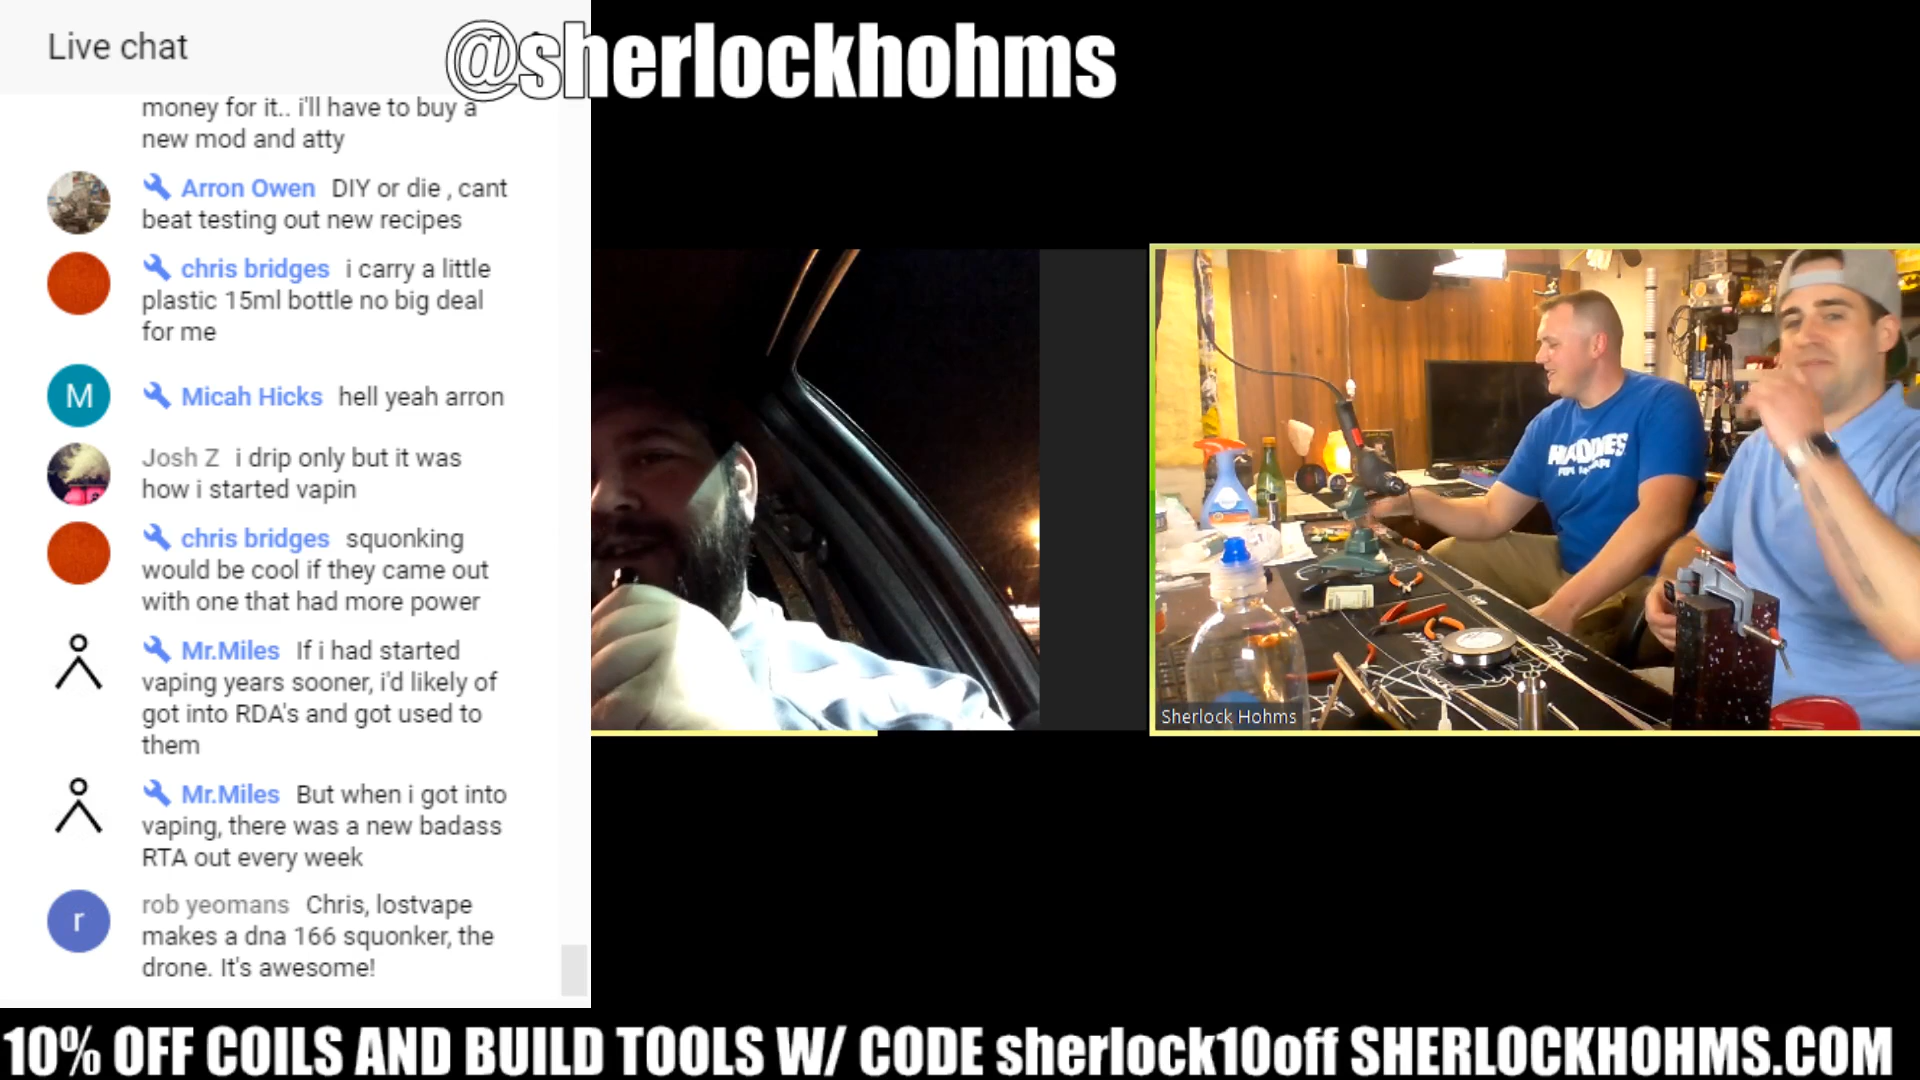 Live chat
@sherlockhohms
money for it.. i'll have to buy a
new mod and atty
Arron Owen DIY or die , cant
beat testing out new recipes
chris bridges i carry a little
plastic 15ml bottle no big deal
for me
M
Micah Hicks hell yeah arron
Josh Z i drip only but it was
how i started vapin
chris bridges squonking
would be cool if they came out
with one that had more power
Mr.Miles If i had started
vaping years sooner, i'd likely of
got into RDA's and got used to
them
Mr.Miles But when i got into
vaping, there was a new badass
RTA out every week
r
rob yeomans Chris, lostvape
makes a dna 166 squonker, the
drone. It's awesome!
Sherlock Hohms
10% OFF COILS AND BUILD TOOLS W/ CODE sherlock10off SHERLOCKHOHMS.COM